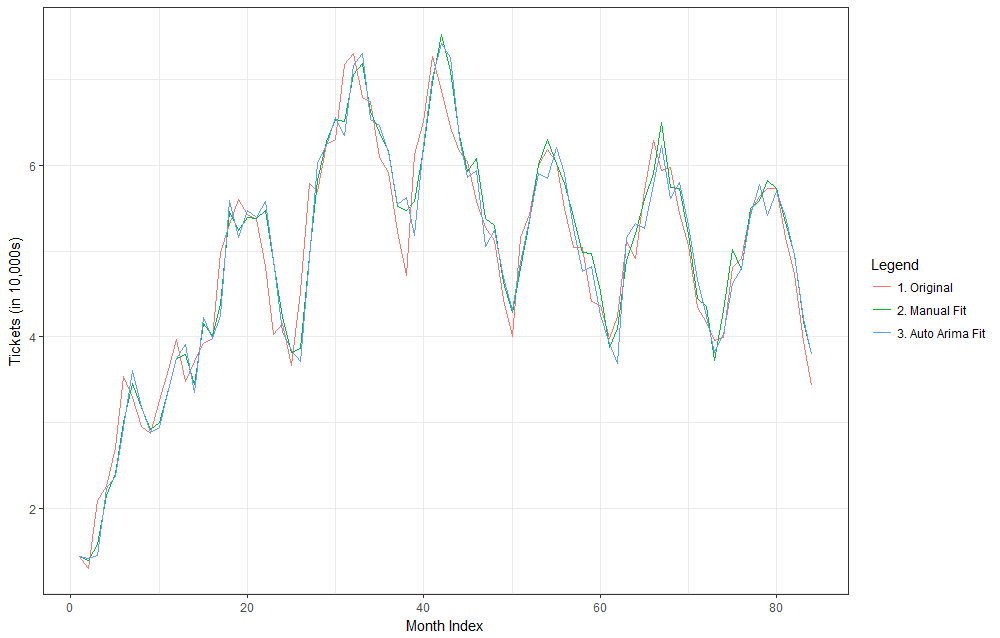 6
4
2
0
20
40
60
80
Tickets (in 10,000s)
Month Index
Legend
1. Original
2. Manual Fit
3. Auto Arima Fit